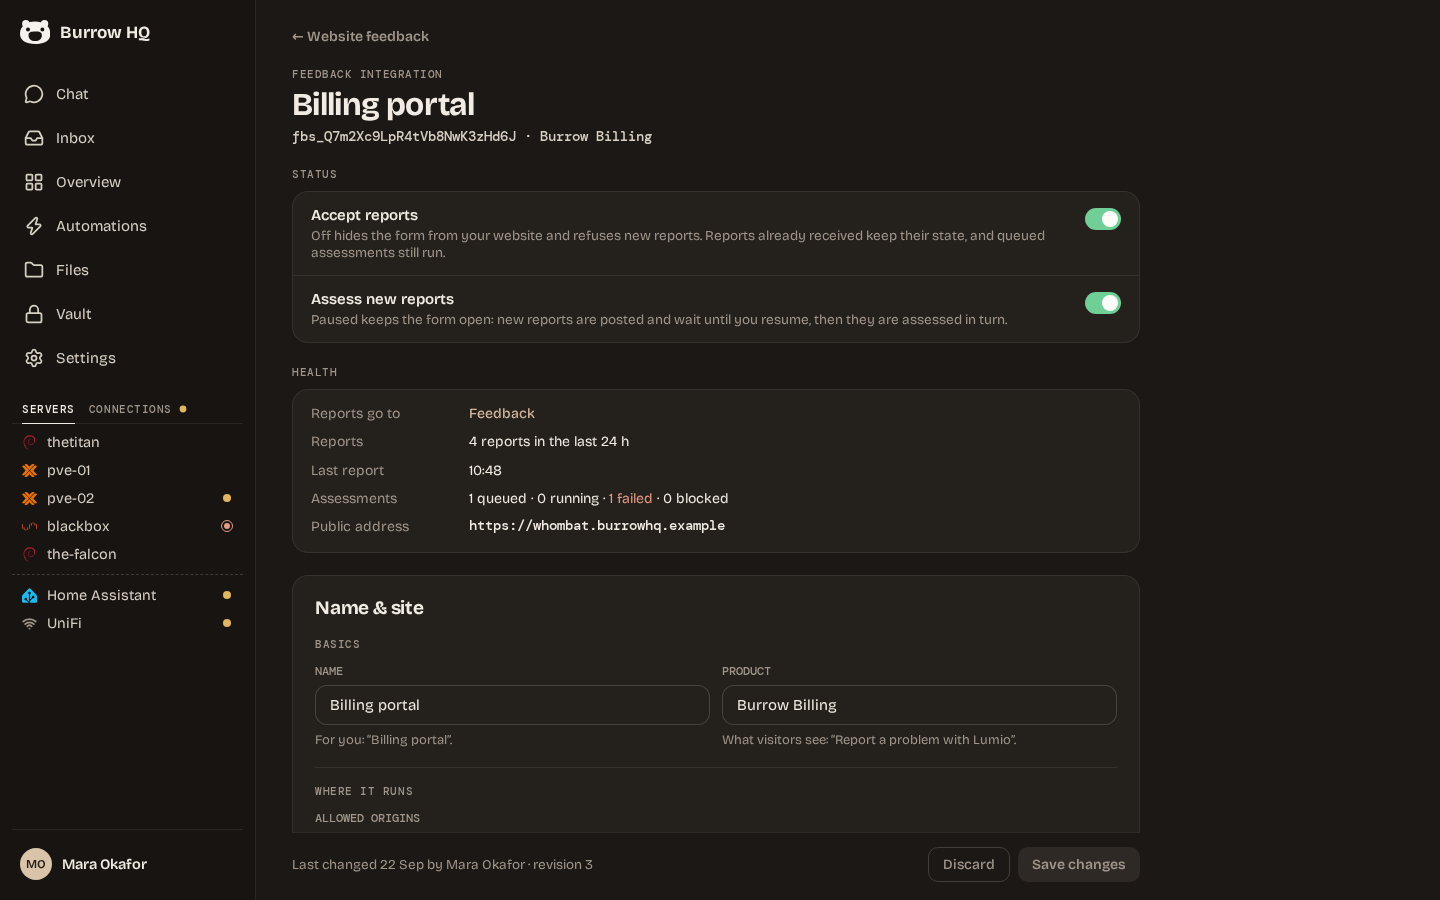 Burrow HQ
Chat
Inbox
Overview
Automations
Files
Vault
Settings
SERVERS CONNECTIONS
thetitan
pve-01
pve-02
blackbox
the-falcon
Home Assistant
UniFi
MO Mara Okafor
← Website feedback
FEEDBACK INTEGRATION
Billing portal
fbs_Q7m2Xc9LpR4tVb8NwK3zHd6J · Burrow Billing
STATUS
Accept reports
Off hides the form from your website and refuses new reports. Reports already received keep their state, and queued
assessments still run.
Assess new reports
Paused keeps the form open: new reports are posted and wait until you resume, then they are assessed in turn.
HEALTH
Reports go to Feedback
Reports 4 reports in the last 24 h
Last report 10:48
Assessments 1 queued · 0 running · 1 failed · 0 blocked
Public address https://whombat.burrowhq.example
Name & site
BASICS
NAME PRODUCT
Billing portal Burrow Billing
For you: “Billing portal”. What visitors see: “Report a problem with Lumio”.
WHERE IT RUNS
ALLOWED ORIGINS
Last changed 22 Sep by Mara Okafor · revision 3 Discard Save changes